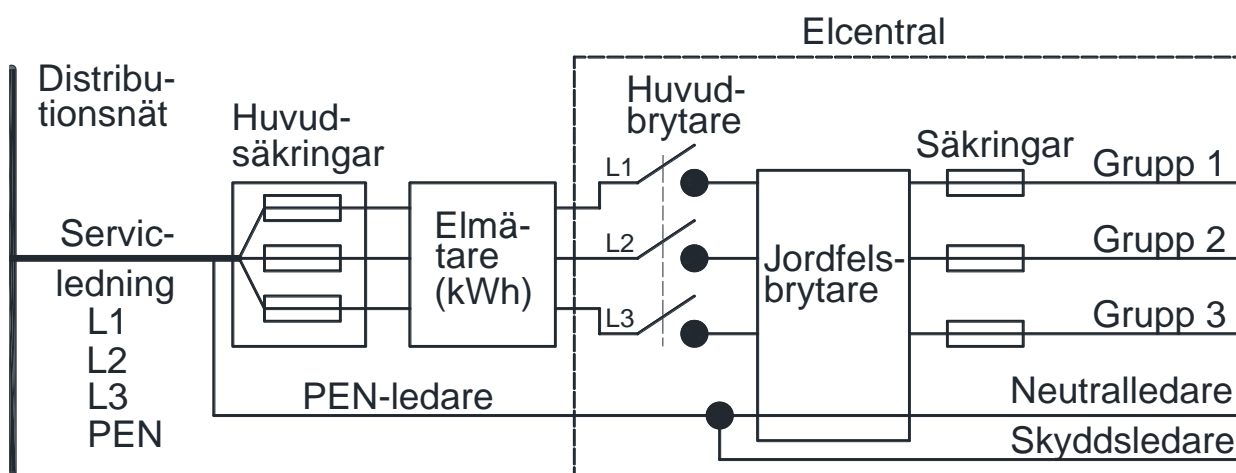 Elcentral
Distribu-
tionsnät
Huvud-
säkringar
Huvud-
brytare
Säkringar
L1
Grupp 1
Servic-
ledning
L1
L2
L3
PEN
Elmä-
tare
(kWh)
L2
Jordfels-
brytare
Grupp 2
L3
Grupp 3
PEN-ledare
Neutralledare
Skyddsledare